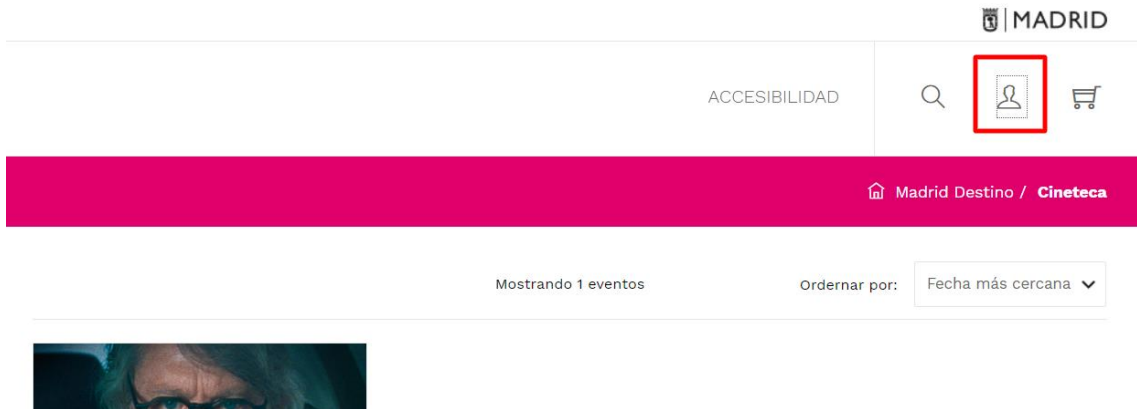 MADRID
ACCESIBILIDAD
Madrid Destino / Cineteca
Mostrando 1 eventos
Ordernar por:
Fecha más cercana